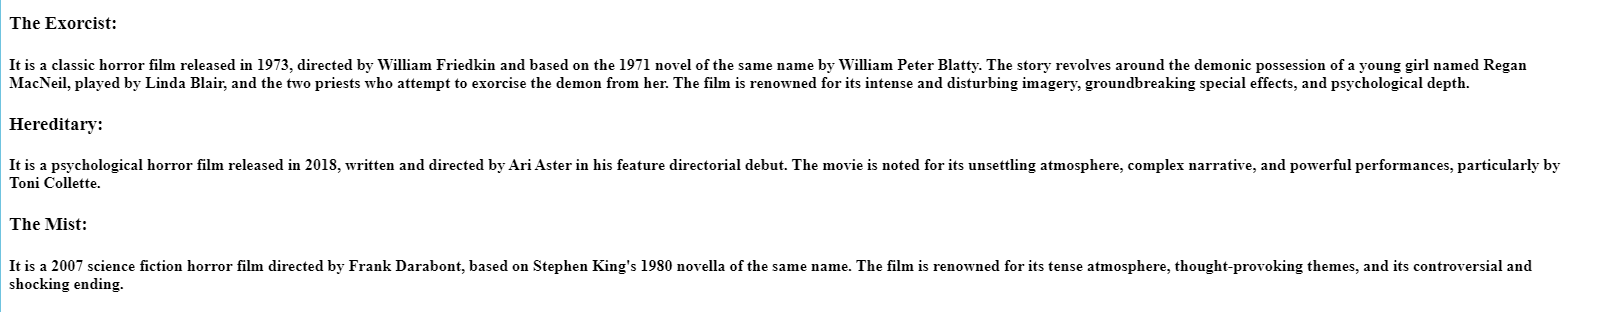 The Exorcist:
It is a classic horror film released in 1973, directed by William Friedkin and based on the 1971 novel of the same name by William Peter Blatty. The story revolves around the demonic possession of a young girl named Regan
MacNeil, played by Linda Blair, and the two priests who attempt to exorcise the demon from her. The film is renowned for its intense and disturbing imagery, groundbreaking special effects, and psychological depth.
Hereditary:
It is a psychological horror film released in 2018, written and directed by Ari Aster in his feature directorial debut. The movie is noted for its unsettling atmosphere, complex narrative, and powerful performances, particularly by
Toni Collette.
The Mist:
It is a 2007 science fiction horror film directed by Frank Darabont, based on Stephen King's 1980 novella of the same name. The film is renowned for its tense atmosphere, thought-provoking themes, and its controversial and
shocking ending.